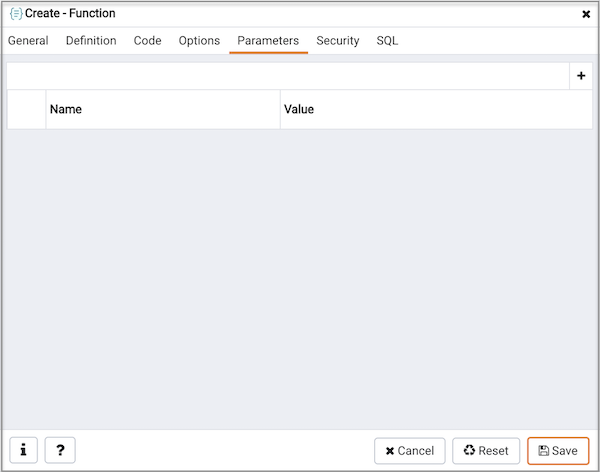 Create - Function
General Definition Code Options Parameters Security SQL
+
Name Value
i ? Cancel Reset Save